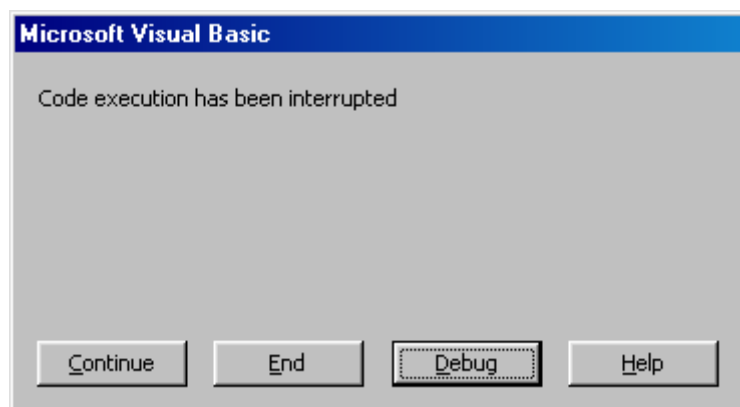 Microsoft Visual Basic
Code execution has been interrupted
Continue End Debug Help